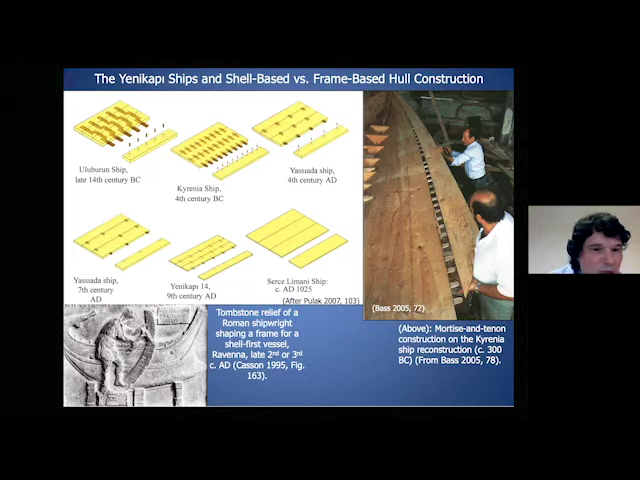 The Yenikapı Ships and Shell-Based vs. Frame-Based Hull Construction
Uluburun Ship,
late 14th century BC
Kyrenia Ship,
4th century BC
Yassıada ship,
4th century AD
Yassıada ship,
7th century
AD
Yenikapı 14,
9th century AD
Serce Limani Ship:
c. AD 1025
(After Pulak 2007, 103)
(Bass 2005, 72)
Tombstone relief of a
Roman shipwright
shaping a frame for a
shell-first vessel,
Ravenna, late 2nd or 3rd
c. AD (Casson 1995, Fig.
163).
(Above): Mortise-and-tenon
construction on the Kyrenia
ship reconstruction (c. 300
BC) (From Bass 2005, 78).